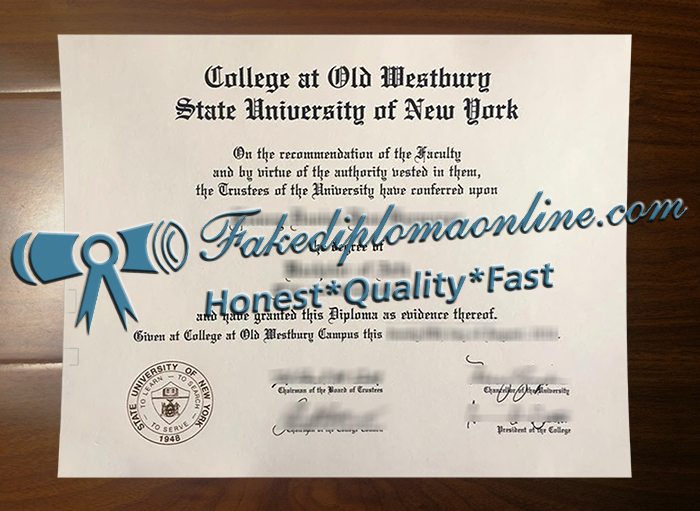 College at Old Westbury
State University of New York
On the recommendation of the Faculty
and by virtue of the authority vested in them,
the Trustees of the University have conferred upon
Fakediplomaonline.com
the degree of
Honest*Quality*Fast
and have granted this Diploma as evidence thereof.
Given at College at Old Westbury Campus this
STATE UNIVERSITY OF NEW YORK
TO LEARN — TO SEARCH —
TO SERVE
1948
Chairman of the Board of Trustees
Chancellor of the University
College Council
President of the College